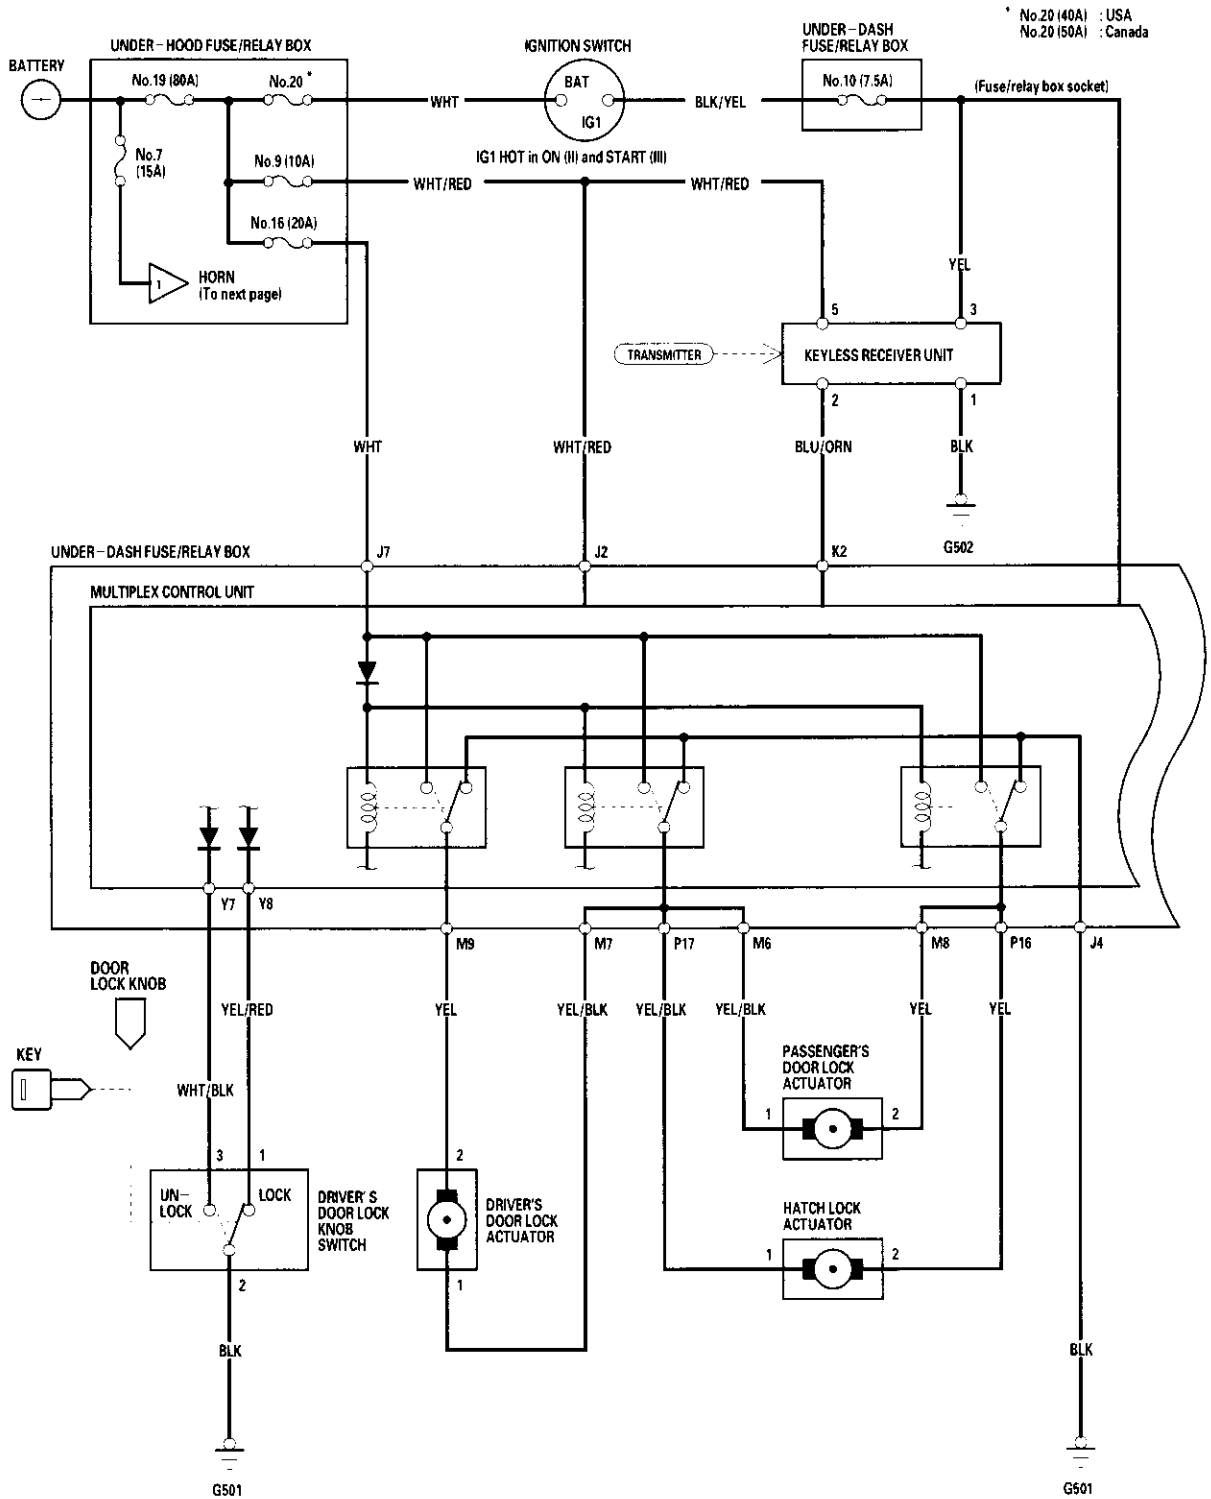 * No.20 (40A) : USA
No.20 (50A) : Canada
UNDER-DASH
FUSE/RELAY BOX
UNDER-HOOD FUSE/RELAY BOX
IGNITION SWITCH
BATTERY
No.19 (80A)
No.20 *
BAT
No.10 (7.5A)
(Fuse/relay box socket)
WHT
BLK/YEL
IG1
No.7
(15A)
No.9 (10A)
IG1 HOT in ON (II) and START (III)
WHT/RED
WHT/RED
No.16 (20A)
YEL
1
HORN
(To next page)
5
3
TRANSMITTER
KEYLESS RECEIVER UNIT
2
1
WHT
WHT/RED
BLU/ORN
BLK
G502
UNDER-DASH FUSE/RELAY BOX
J7
J2
K2
MULTIPLEX CONTROL UNIT
Y7
Y8
M9
M7
P17
M6
M8
P16
J4
DOOR
LOCK KNOB
YEL/RED
YEL
YEL/BLK
YEL/BLK
YEL/BLK
YEL
YEL
KEY
PASSENGER'S
DOOR LOCK
ACTUATOR
WHT/BLK
1
2
3
1
2
UN-
LOCK
LOCK
DRIVER'S
DOOR LOCK
KNOB
SWITCH
DRIVER'S
DOOR LOCK
ACTUATOR
HATCH LOCK
ACTUATOR
1
2
2
1
BLK
BLK
G501
G501